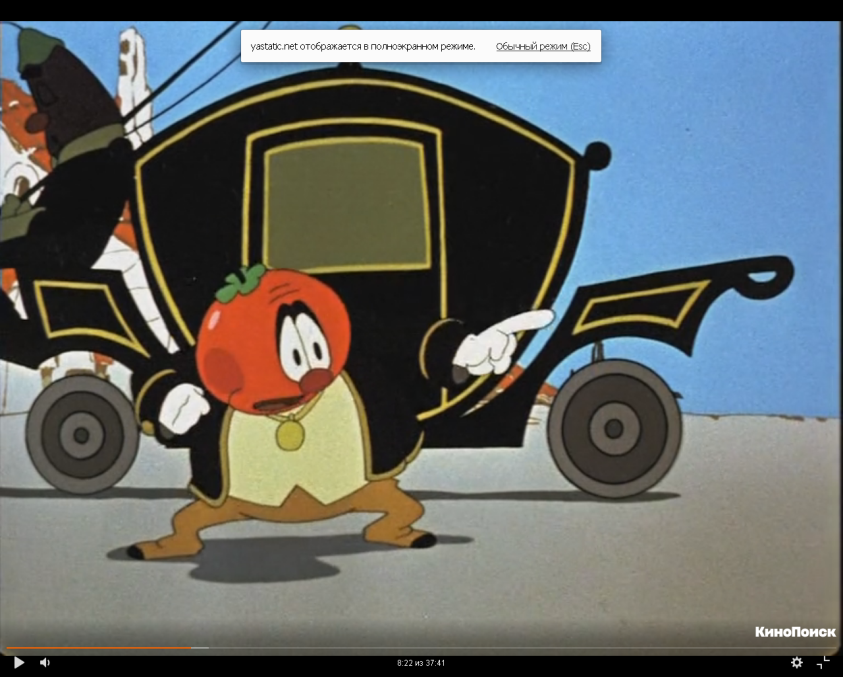 yastatic.net отображается в полноэкранном режиме. Обычный режим (Esc)
КиноПоиск
8:22 из 37:41